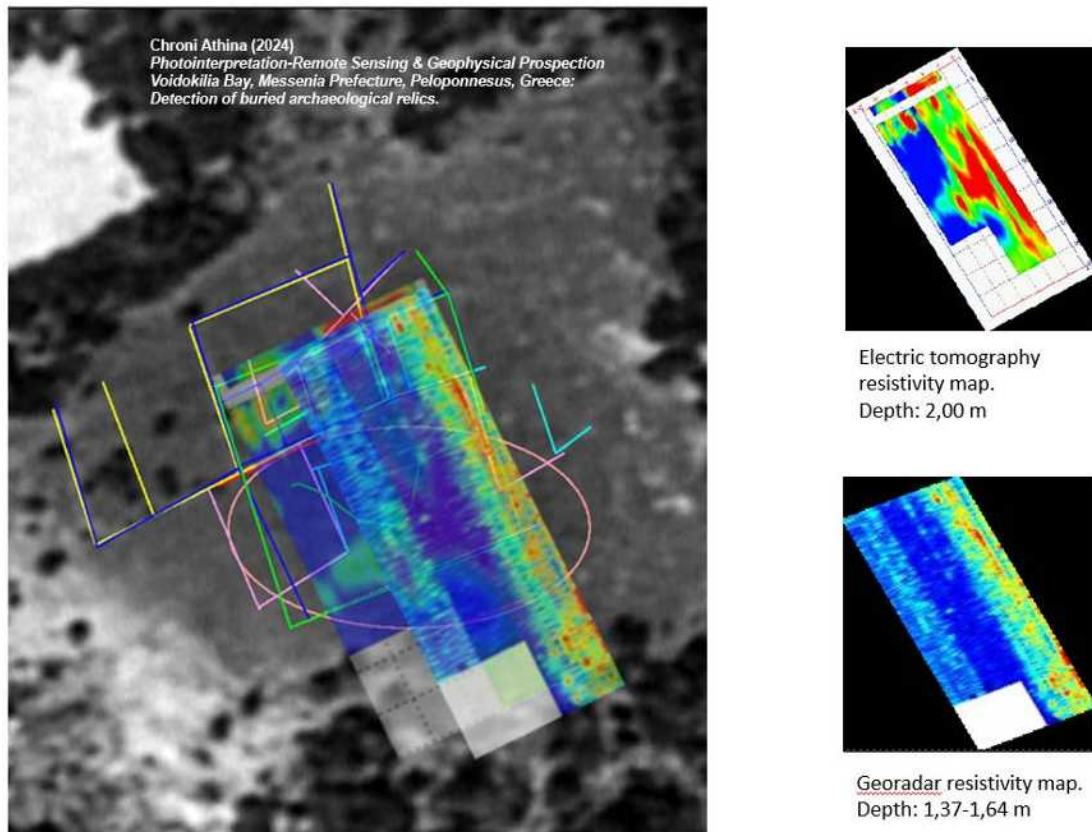 Chroni Athina (2024)
Photointerpretation-Remote Sensing & Geophysical Prospection
Voidokilia Bay, Messenia Prefecture, Peloponnesus, Greece:
Detection of buried archaeological relics.
Electric tomography
resistivity map.
Depth: 2,00 m
Georadar resistivity map.
Depth: 1,37-1,64 m